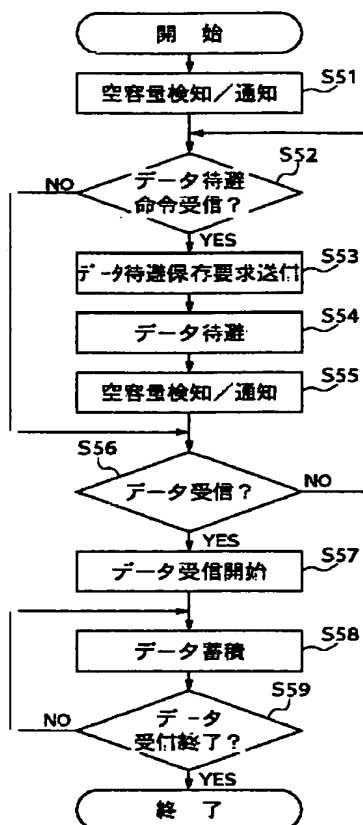 開 始
空容量検知／通知
S51
S52
NO
データ待避
命令受信？
YES
S53
データ待避保存要求送付
S54
データ待避
S55
空容量検知／通知
S56
データ受信？
NO
YES
S57
データ受信開始
S58
データ蓄積
S59
NO
データ
受付終了？
YES
終 了